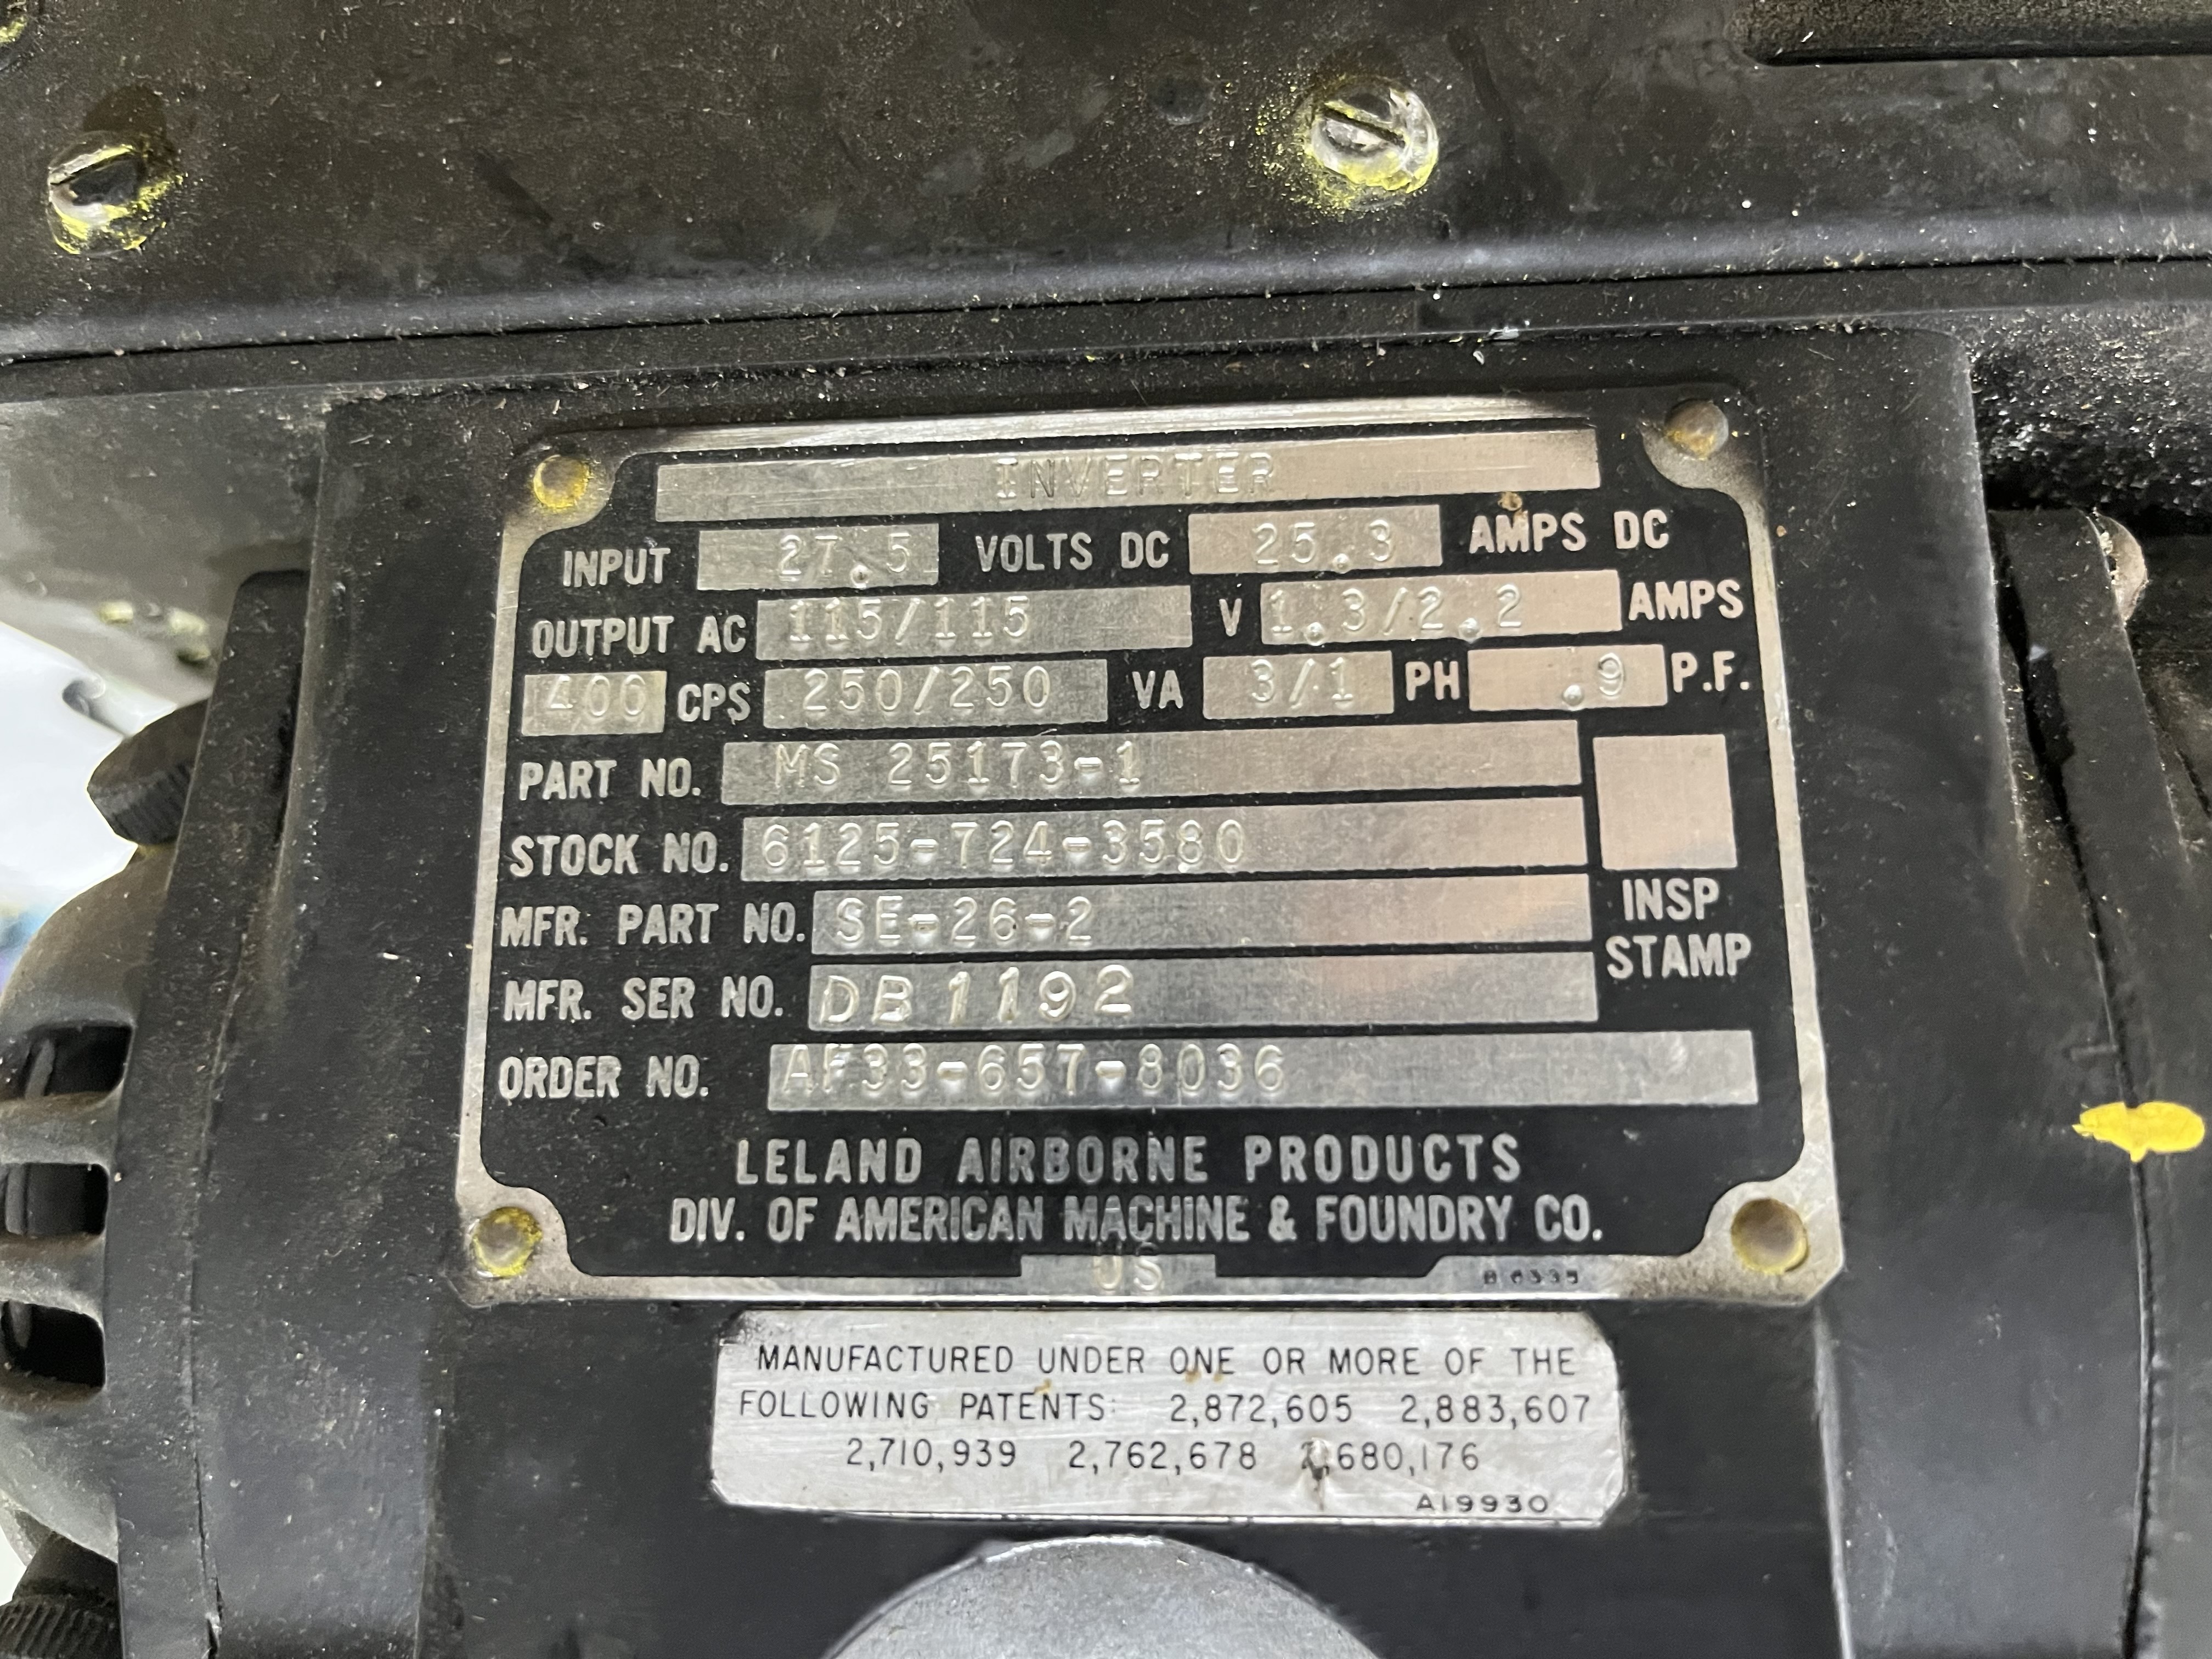 INVERTER
INPUT 27.5 VOLTS DC 25.3 AMPS DC
OUTPUT AC 115/115 V 1.3/2.2 AMPS
400 CPS 250/250 VA 3/1 PH .9 P.F.
PART NO. MS 25173-1
STOCK NO. 6125-724-3580
MFR. PART NO. SE-26-2
MFR. SER NO. DB1192
INSP
STAMP
ORDER NO. AF33-657-8036
LELAND AIRBORNE PRODUCTS
DIV. OF AMERICAN MACHINE & FOUNDRY CO.
US
B 6335
MANUFACTURED UNDER ONE OR MORE OF THE
FOLLOWING PATENTS: 2,872,605 2,883,607
2,710,939 2,762,678 2,680,176
A19930